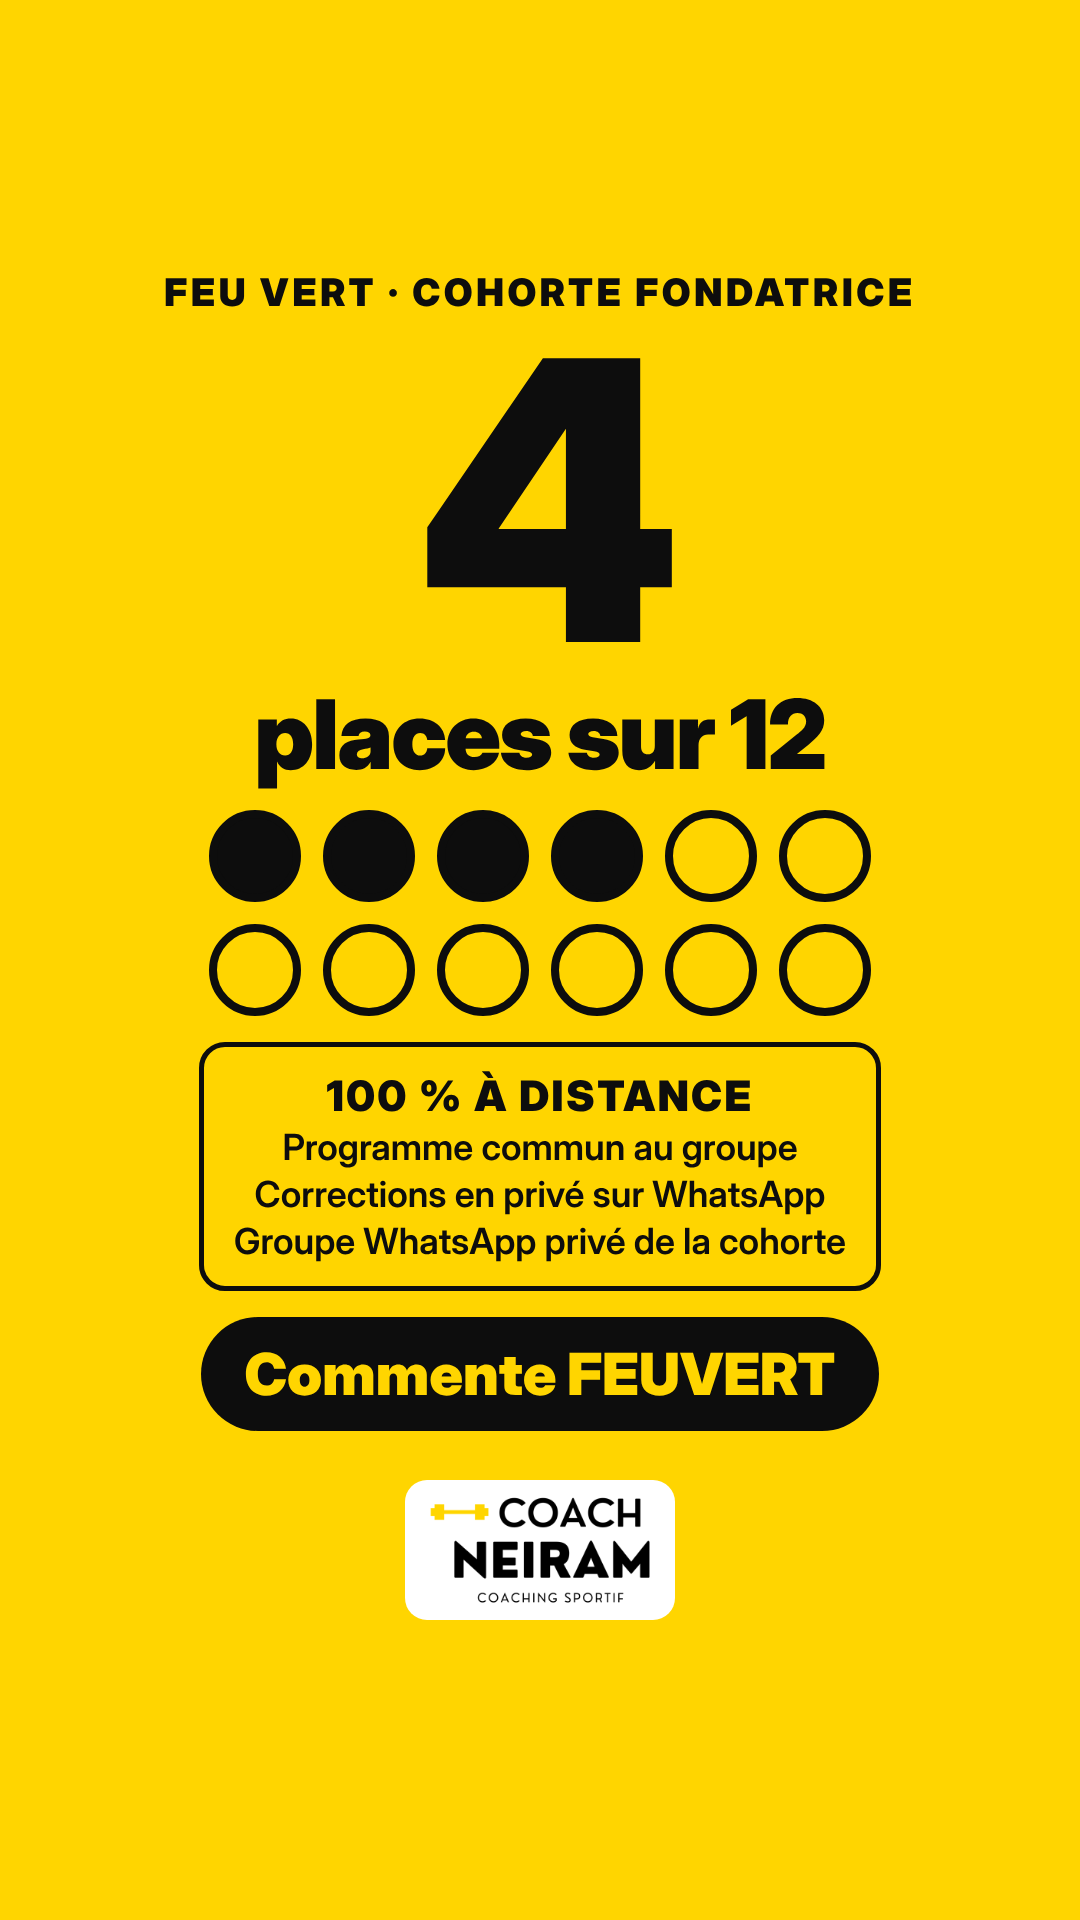 FEU VERT · COHORTE FONDATRICE
4
places sur 12
100 % À DISTANCE
Programme commun au groupe
Corrections en privé sur WhatsApp
Groupe WhatsApp privé de la cohorte
Commente FEUVERT
COACH
NEIRAM
COACHING SPORTIF